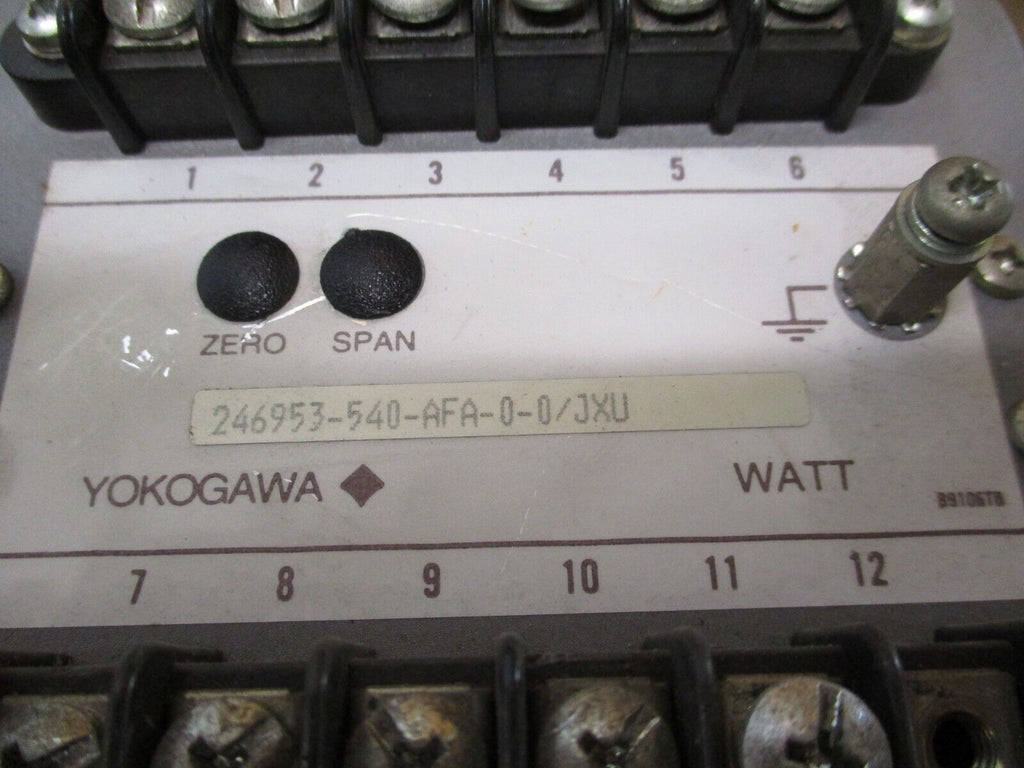 1 2 3 4 5 6
ZERO SPAN
246953-540-AFA-0-0/JXU
YOKOGAWA WATT
7 8 9 10 11 12